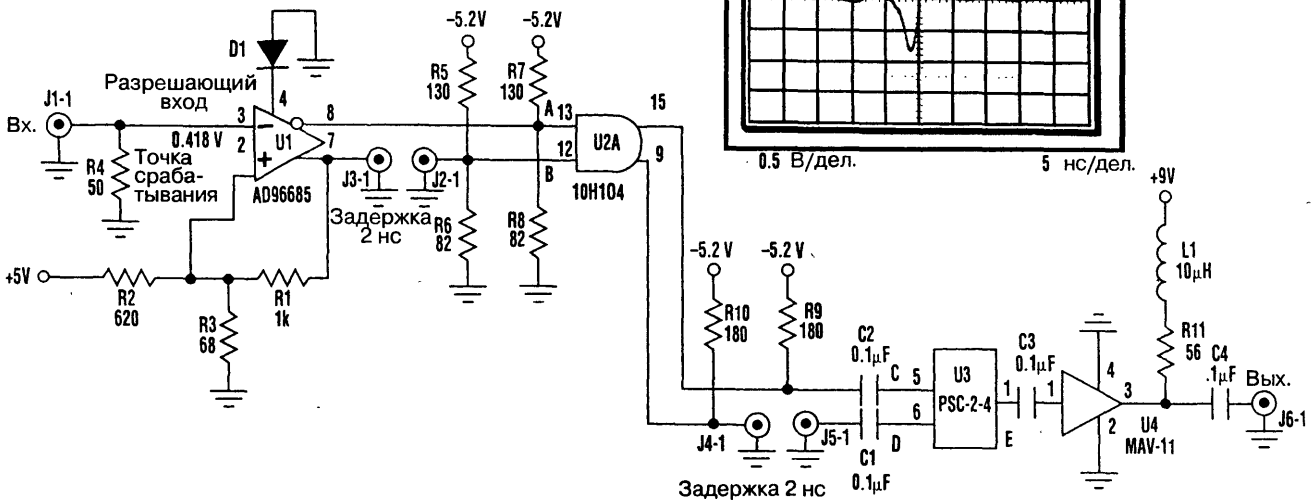 −5.2V
−5.2V
D1
R5
130
R7
130
Разрешающий
вход
J1-1
Вх.
3
4
8
A
13
15
0.418 V
2
−
+
U1
7
U2A
12
B
9
10H104
R4
50
Точка
сраба-
тывания
AD96685
J3-1
J2-1
Задержка
2 нс
R6
82
R8
82
0.5 В/дел.
5 нс/дел.
+9V
L1
10μH
+5V
R2
620
R1
1k
R3
68
−5.2 V
−5.2 V
R10
180
R9
180
C2
0.1μF
C
5
U3
PSC-2-4
6
D
1
E
C3
0.1μF
1
4
3
2
U4
MAV-11
R11
56
C4
.1μF
Вых.
J6-1
J4-1
J5-1
C1
0.1μF
Задержка 2 нс